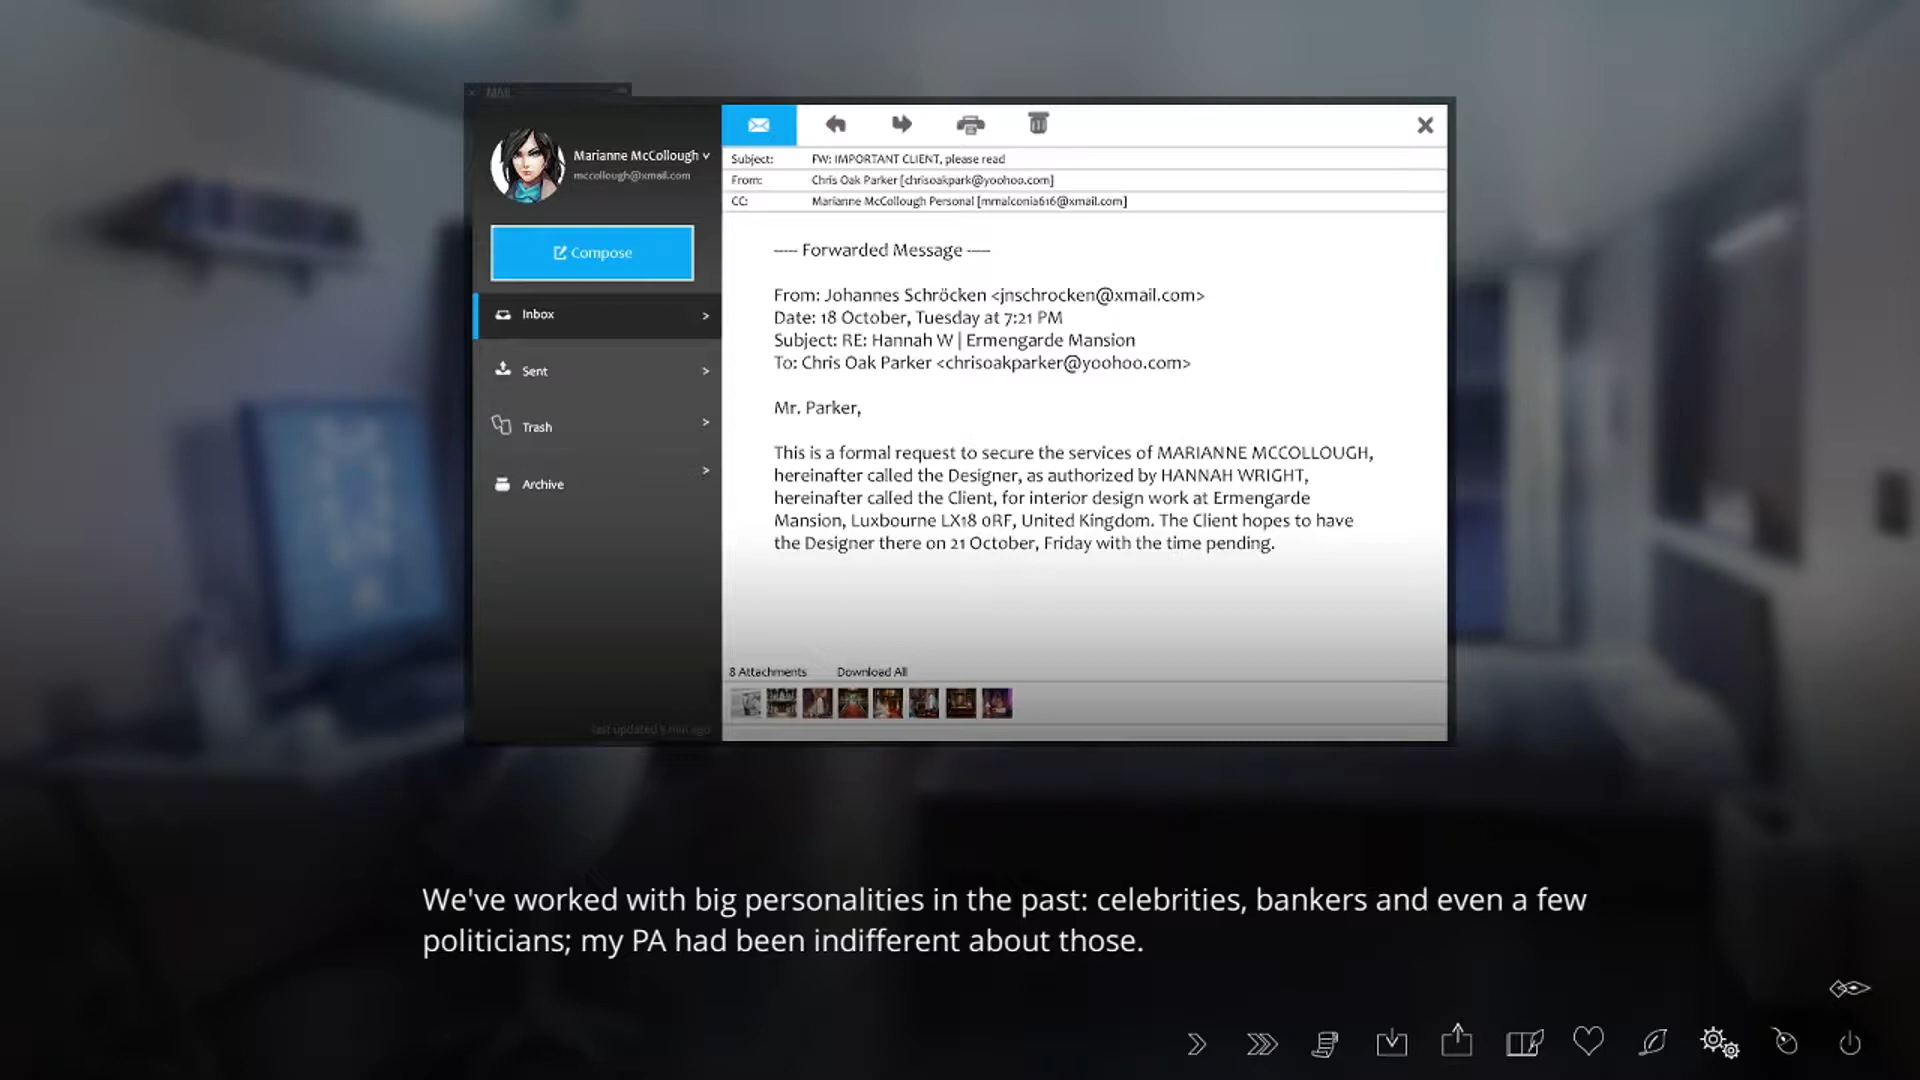 MAIL
Marianne McCollough v
mccollough@xmail.com
Compose
Inbox >
Sent >
Trash >
Archive >
last updated 5 min ago
Subject: FW: IMPORTANT CLIENT, please read
From: Chris Oak Parker [chrisoakpark@yoohoo.com]
CC: Marianne McCollough Personal [mmalconia616@xmail.com]
---- Forwarded Message ----
From: Johannes Schröcken <jnschrocken@xmail.com>
Date: 18 October, Tuesday at 7:21 PM
Subject: RE: Hannah W | Ermengarde Mansion
To: Chris Oak Parker <chrisoakparker@yoohoo.com>
Mr. Parker,
This is a formal request to secure the services of MARIANNE MCCOLLOUGH,
hereinafter called the Designer, as authorized by HANNAH WRIGHT,
hereinafter called the Client, for interior design work at Ermengarde
Mansion, Luxbourne LX18 0RF, United Kingdom. The Client hopes to have
the Designer there on 21 October, Friday with the time pending.
8 Attachments Download All
We've worked with big personalities in the past: celebrities, bankers and even a few
politicians; my PA had been indifferent about those.